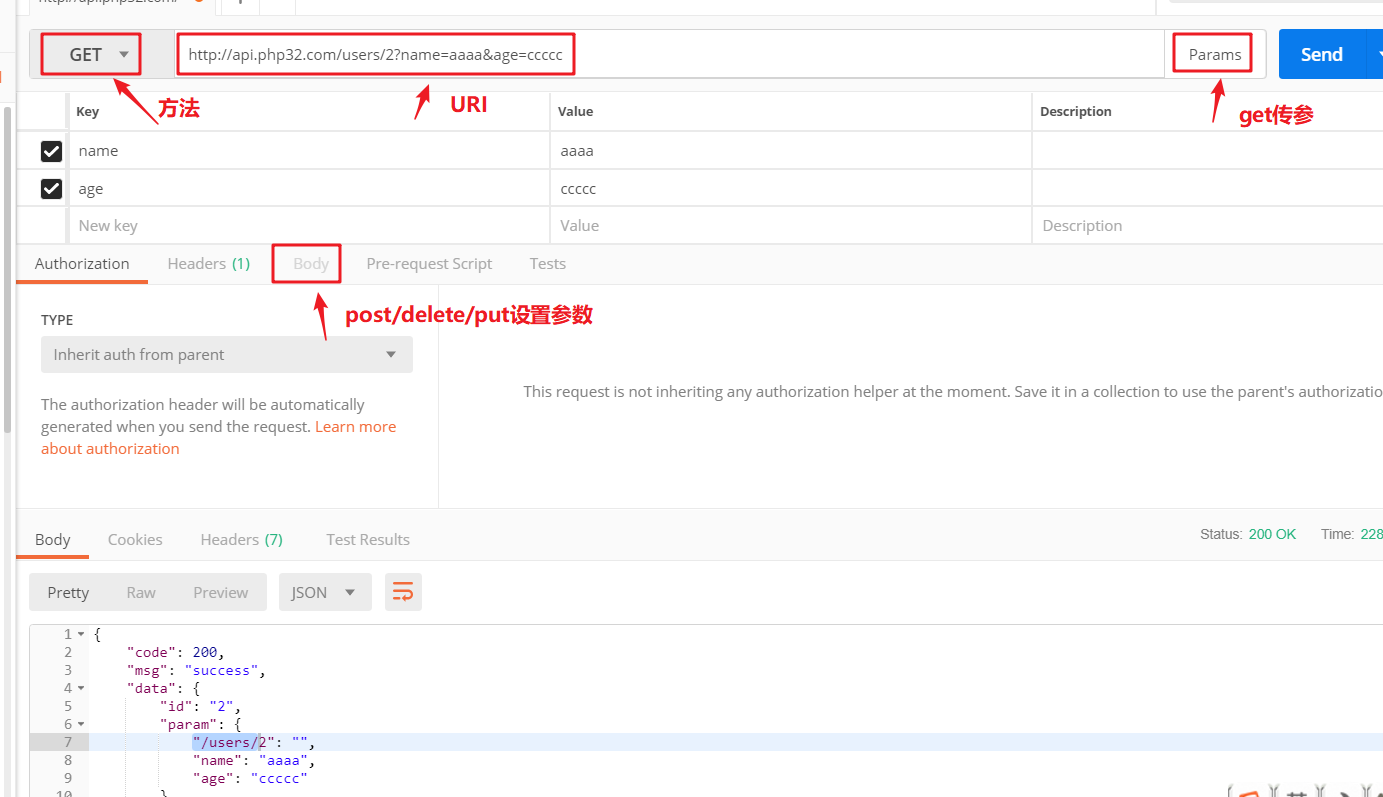 GET
http://api.php32.com/users/2?name=aaaa&age=ccccc
Params
Send
方法
URI
get传参
Key
Value
Description
name
aaaa
age
ccccc
New key
Value
Description
Authorization
Headers (1)
Body
Pre-request Script
Tests
post/delete/put设置参数
TYPE
Inherit auth from parent
The authorization header will be automatically
generated when you send the request. Learn more
about authorization
This request is not inheriting any authorization helper at the moment. Save it in a collection to use the parent's authorizatio
Body
Cookies
Headers (7)
Test Results
Status: 200 OK
Time: 228
Pretty
Raw
Preview
JSON
1 {
2 "code": 200,
3 "msg": "success",
4 "data": {
5 "id": "2",
6 "param": {
7 "/users/2": "",
8 "name": "aaaa",
9 "age": "ccccc"
10 }